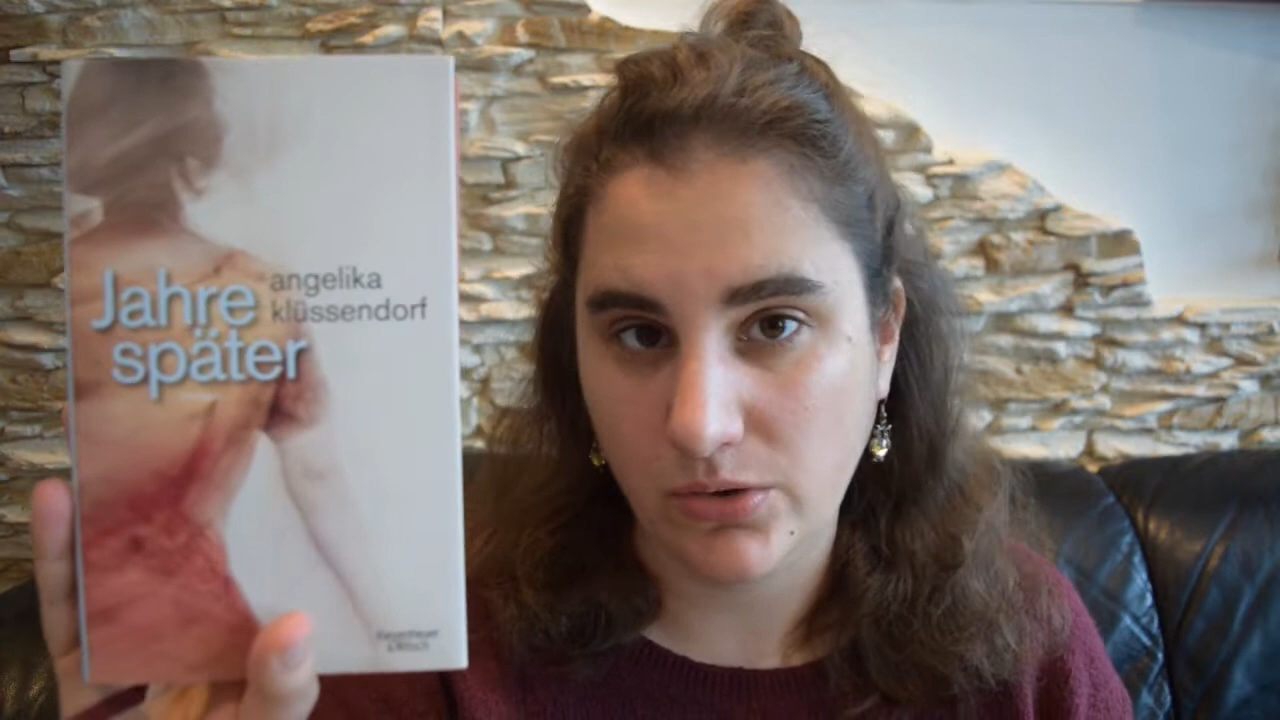 Jahre
später
angelika
klüssendorf
Kiepenheuer
& Witsch